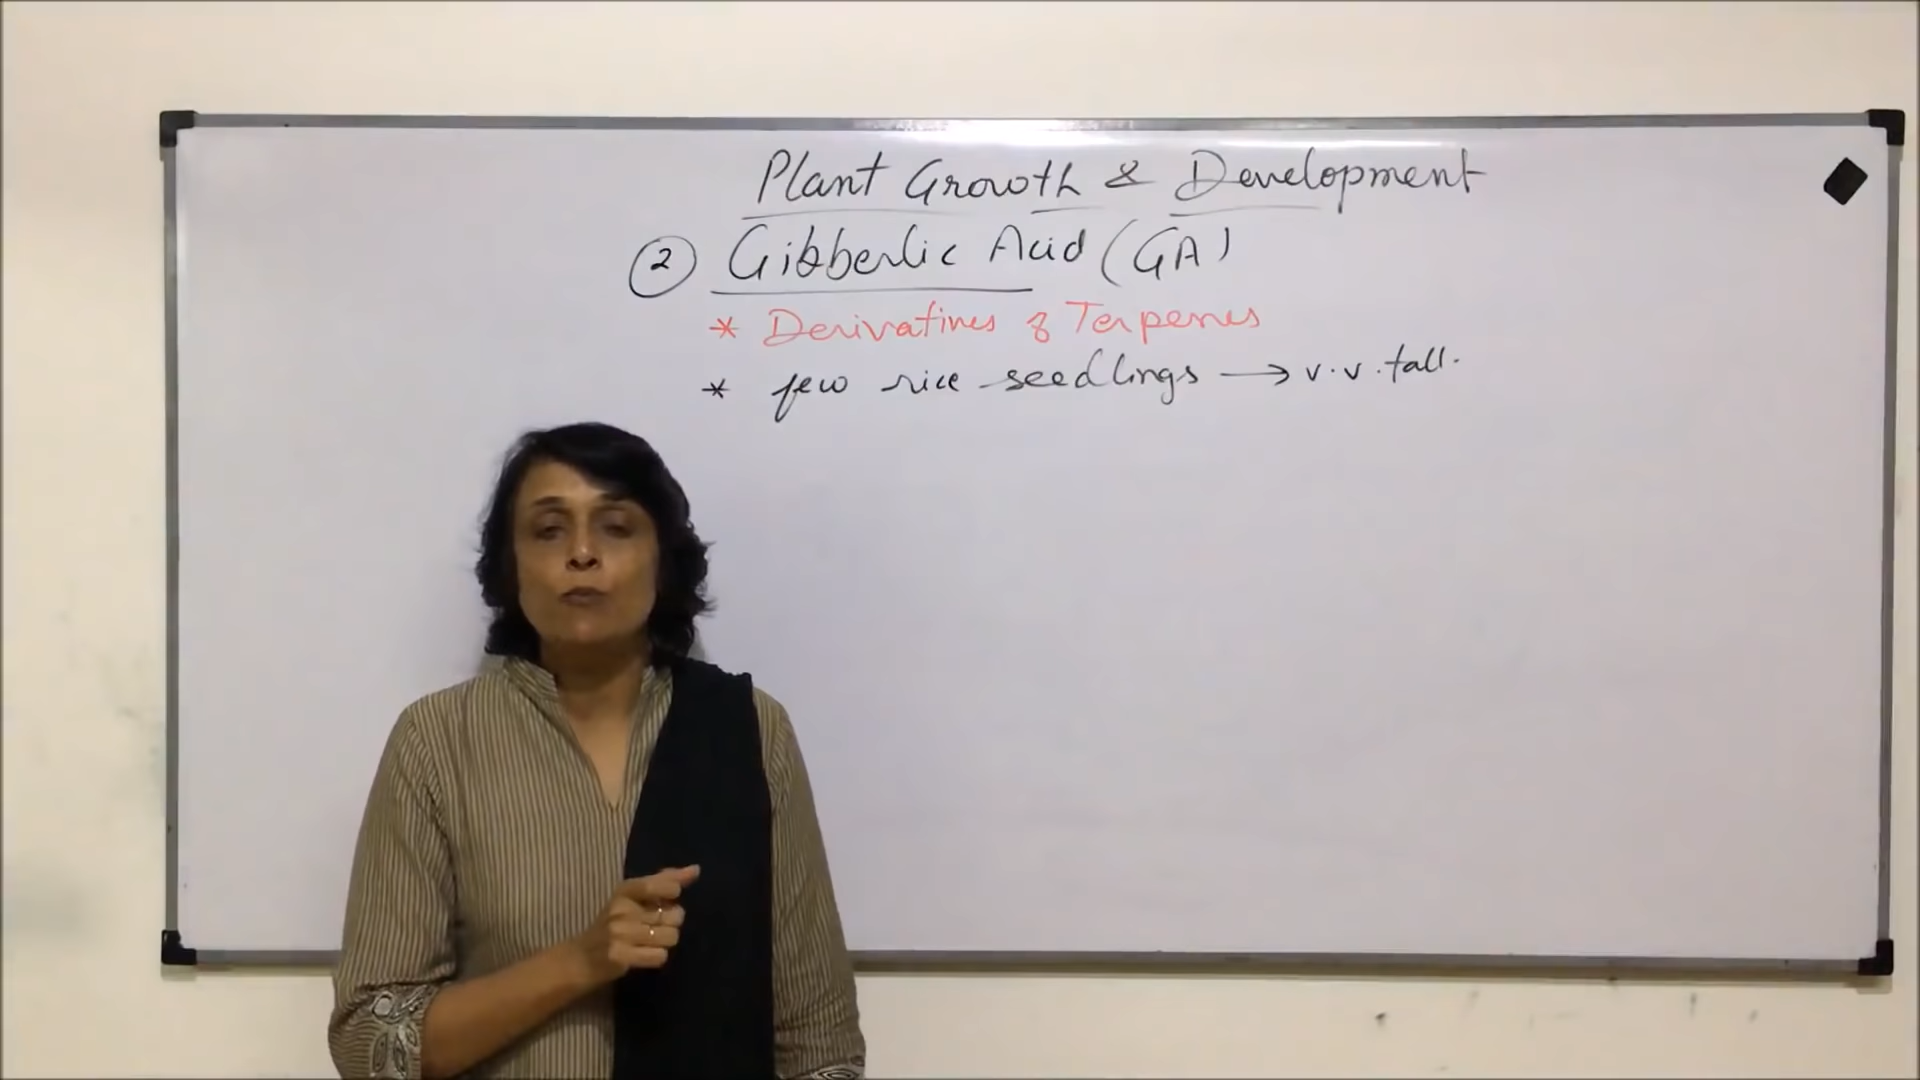 Plant Growth & Development
② Gibberlic Acid (GA)
* Derivatives of Terpenes
* few rice seedlings → v.v.tall.